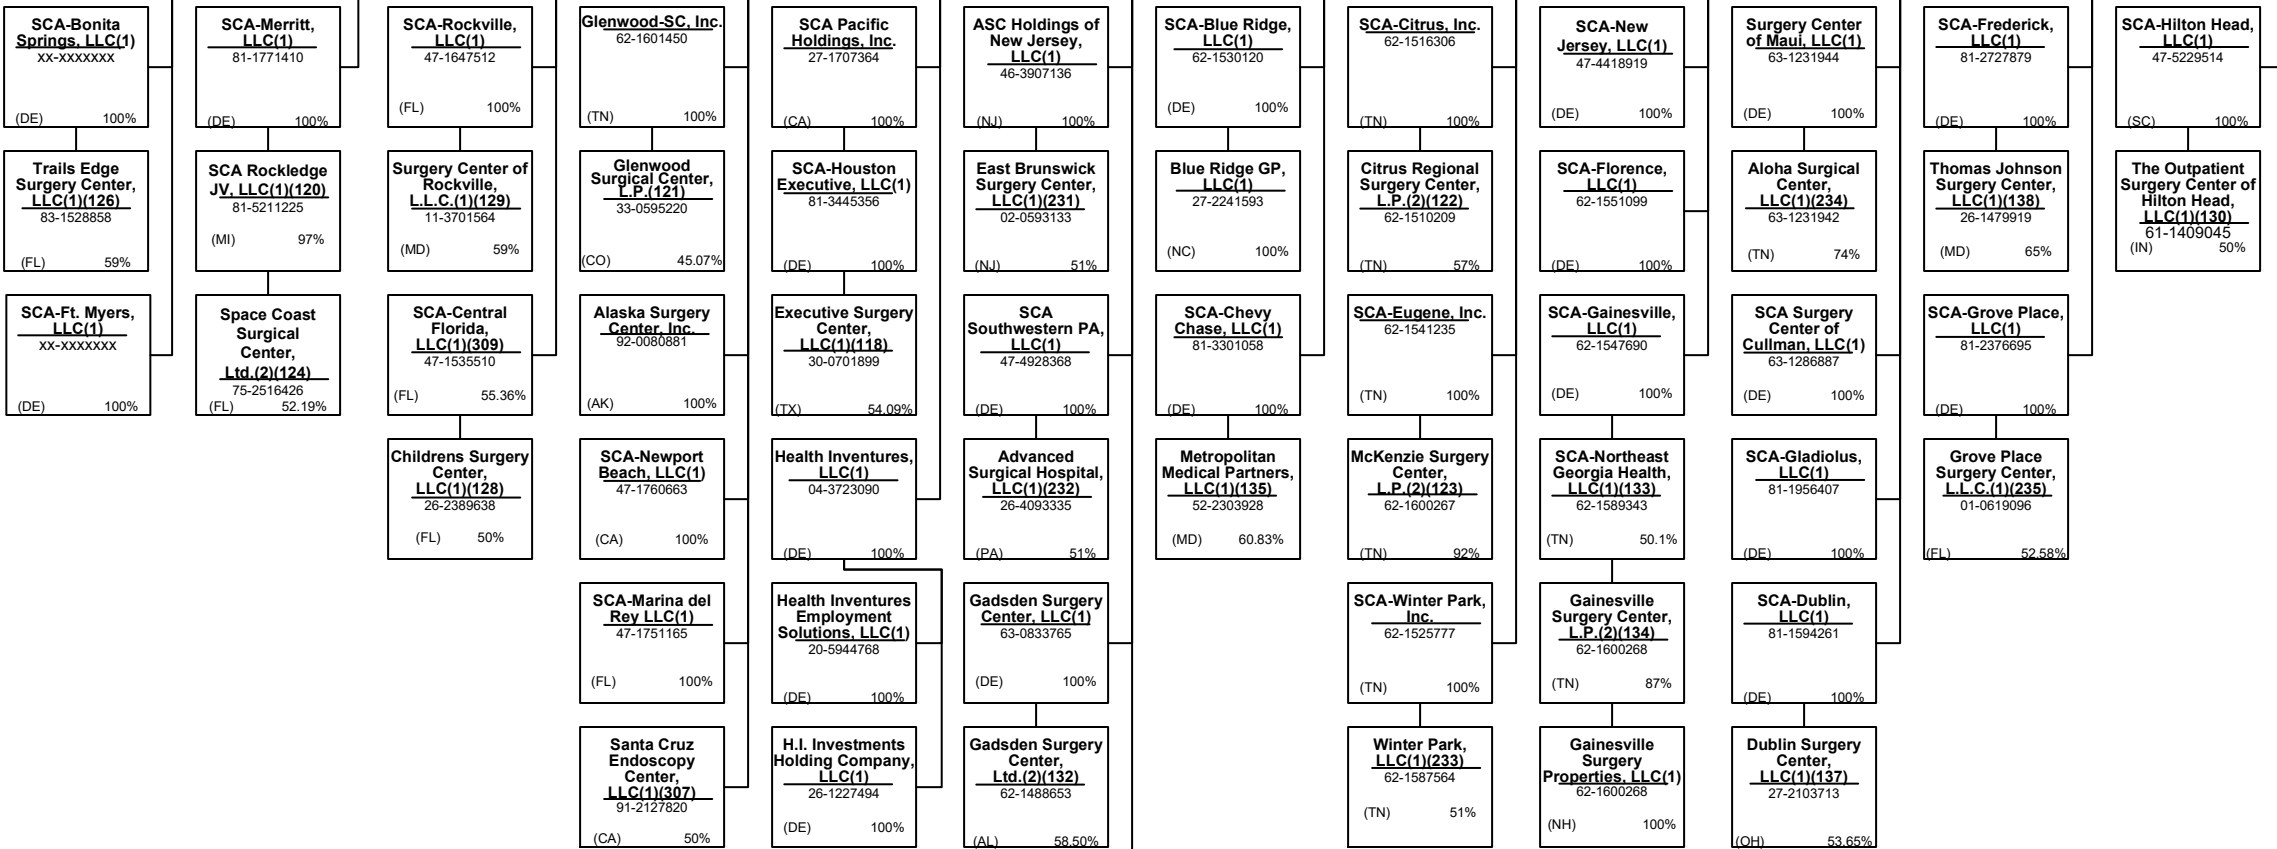 SCA-Bonita
Springs, LLC(1)
xx-xxxxxxx
(DE) 100%
Trails Edge
Surgery Center,
LLC(1)(126)
83-1528858
(FL) 59%
SCA-Ft. Myers,
LLC(1)
xx-xxxxxxx
(DE) 100%
SCA-Merritt,
LLC(1)
81-1771410
(DE) 100%
SCA Rockledge
JV, LLC(1)(120)
81-5211225
(MI) 97%
Space Coast
Surgical
Center,
Ltd.(2)(124)
75-2516426
(FL) 52.19%
SCA-Rockville,
LLC(1)
47-1647512
(FL) 100%
Surgery Center of
Rockville,
L.L.C.(1)(129)
11-3701564
(MD) 59%
SCA-Central
Florida,
LLC(1)(309)
47-1535510
(FL) 55.36%
Childrens Surgery
Center,
LLC(1)(128)
26-2389638
(FL) 50%
Glenwood-SC, Inc.
62-1601450
(TN) 100%
Glenwood
Surgical Center,
L.P.(121)
33-0595220
(CO) 45.07%
Alaska Surgery
Center, Inc.
92-0080881
(AK) 100%
SCA-Newport
Beach, LLC(1)
47-1760663
(CA) 100%
SCA-Marina del
Rey LLC(1)
47-1751165
(FL) 100%
Santa Cruz
Endoscopy
Center,
LLC(1)(307)
91-2127820
(CA) 50%
SCA Pacific
Holdings, Inc.
27-1707364
(CA) 100%
SCA-Houston
Executive, LLC(1)
81-3445356
(DE) 100%
Executive Surgery
Center,
LLC(1)(118)
30-0701899
(TX) 54.09%
Health Inventures,
LLC(1)
04-3723090
(DE) 100%
Health Inventures
Employment
Solutions, LLC(1)
20-5944768
(DE) 100%
H.I. Investments
Holding Company,
LLC(1)
26-1227494
(DE) 100%
ASC Holdings of
New Jersey,
LLC(1)
46-3907136
(NJ) 100%
East Brunswick
Surgery Center,
LLC(1)(231)
02-0593133
(NJ) 51%
SCA
Southwestern PA,
LLC(1)
47-4928368
(DE) 100%
Advanced
Surgical Hospital,
LLC(1)(232)
26-4093335
(PA) 51%
Gadsden Surgery
Center, LLC(1)
63-0833765
(DE) 100%
Gadsden Surgery
Center,
Ltd.(2)(132)
62-1488653
(AL) 58.50%
SCA-Blue Ridge,
LLC(1)
62-1530120
(DE) 100%
Blue Ridge GP,
LLC(1)
27-2241593
(NC) 100%
SCA-Chevy
Chase, LLC(1)
81-3301058
(DE) 100%
Metropolitan
Medical Partners,
LLC(1)(135)
52-2303928
(MD) 60.83%
SCA-Citrus, Inc.
62-1516306
(TN) 100%
Citrus Regional
Surgery Center,
L.P.(2)(122)
62-1510209
(TN) 57%
SCA-Eugene, Inc.
62-1541235
(TN) 100%
McKenzie Surgery
Center,
L.P.(2)(123)
62-1600267
(TN) 92%
SCA-Winter Park,
Inc.
62-1525777
(TN) 100%
Winter Park,
LLC(1)(233)
62-1587564
(TN) 51%
SCA-New
Jersey, LLC(1)
47-4418919
(DE) 100%
SCA-Florence,
LLC(1)
62-1551099
(DE) 100%
SCA-Gainesville,
LLC(1)
62-1547690
(DE) 100%
SCA-Northeast
Georgia Health,
LLC(1)(133)
62-1589343
(TN) 50.1%
Gainesville
Surgery Center,
L.P.(2)(134)
62-1600268
(TN) 87%
Gainesville
Surgery
Properties, LLC(1)
62-1600268
(NH) 100%
Surgery Center
of Maui, LLC(1)
63-1231944
(DE) 100%
Aloha Surgical
Center,
LLC(1)(234)
63-1231942
(TN) 74%
SCA Surgery
Center of
Cullman, LLC(1)
63-1286887
(DE) 100%
SCA-Gladiolus,
LLC(1)
81-1956407
(DE) 100%
SCA-Dublin,
LLC(1)
81-1594261
(DE) 100%
Dublin Surgery
Center,
LLC(1)(137)
27-2103713
(OH) 53.65%
SCA-Frederick,
LLC(1)
81-2727879
(DE) 100%
Thomas Johnson
Surgery Center,
LLC(1)(138)
26-1479919
(MD) 65%
SCA-Grove Place,
LLC(1)
81-2376695
(DE) 100%
Grove Place
Surgery Center,
L.L.C.(1)(235)
01-0619096
(FL) 52.58%
SCA-Hilton Head,
LLC(1)
47-5229514
(SC) 100%
The Outpatient
Surgery Center of
Hilton Head,
LLC(1)(130)
61-1409045
(IN) 50%